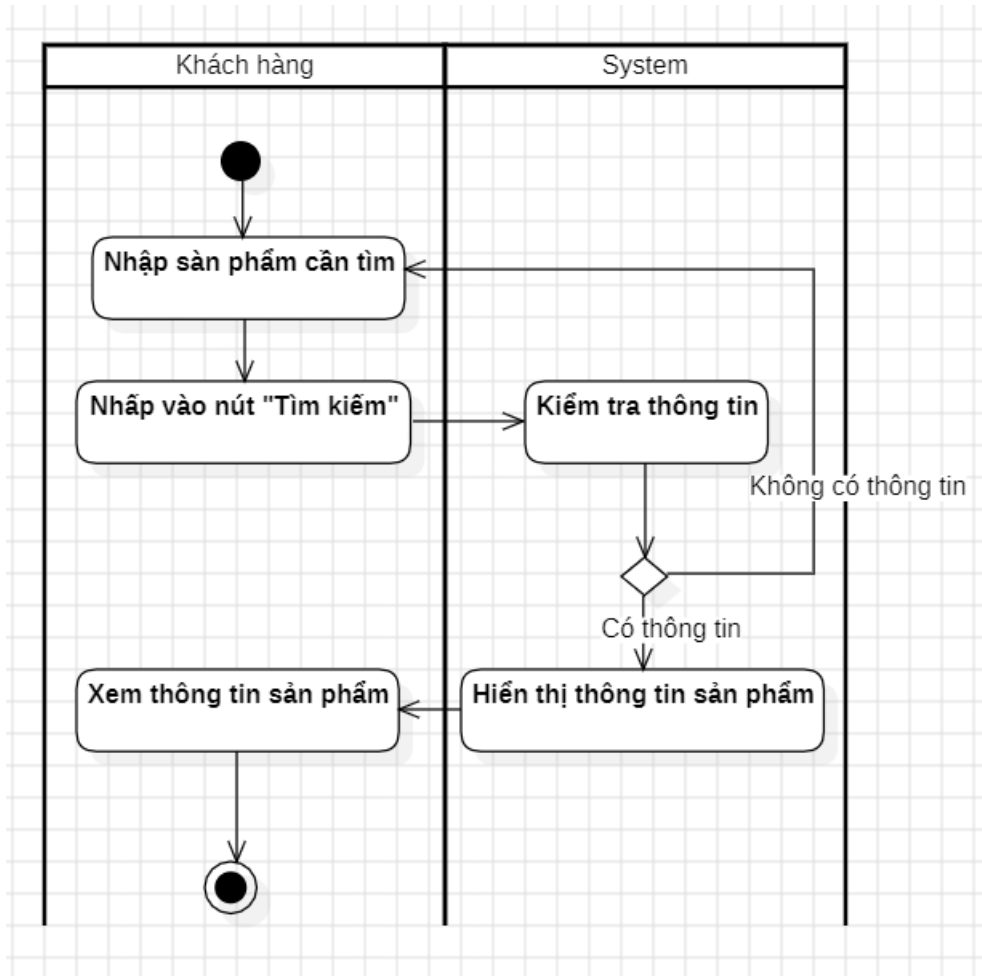 Khách hàng
System
Nhập sàn phẩm cần tìm
Nhấp vào nút "Tìm kiếm"
Kiểm tra thông tin
Không có thông tin
Có thông tin
Xem thông tin sản phẩm
Hiển thị thông tin sản phẩm